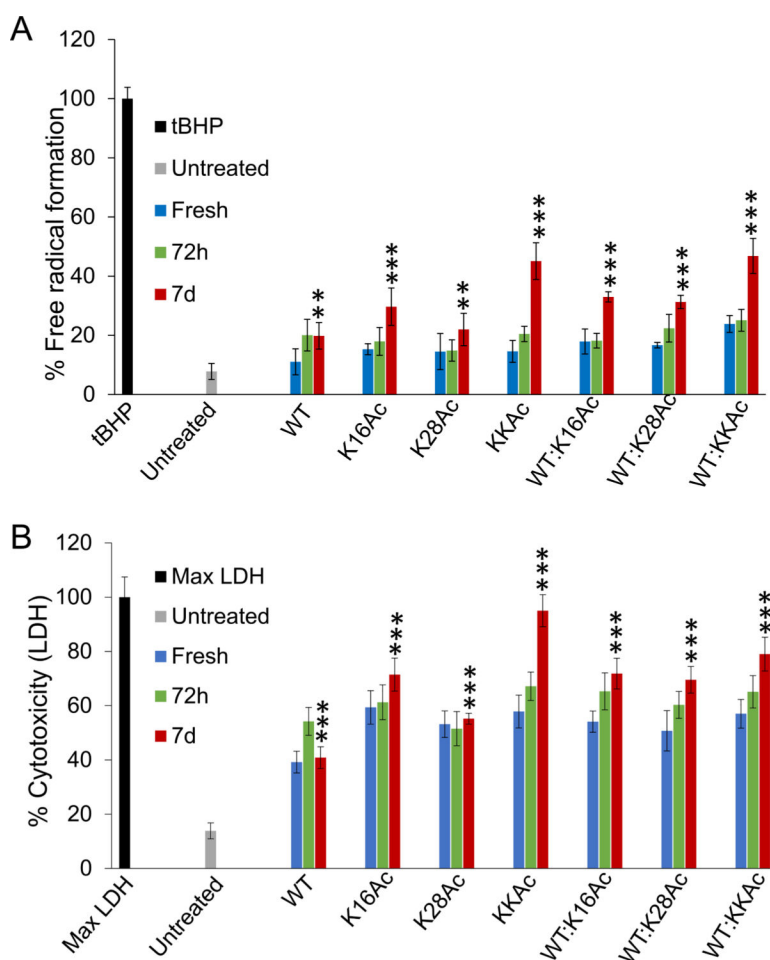 A
120
100
80
60
40
20
0
% Free radical formation
tBHP
Untreated
Fresh
72h
7d
**
***
**
***
***
***
***
tBHP
Untreated
WT
K16Ac
K28Ac
KKAc
WT:K16Ac
WT:K28Ac
WT:KKAc
B
120
100
80
60
40
20
0
% Cytotoxicity (LDH)
Max LDH
Untreated
Fresh
72h
7d
***
***
***
***
***
***
***
Max LDH
Untreated
WT
K16Ac
K28Ac
KKAc
WT:K16Ac
WT:K28Ac
WT:KKAc